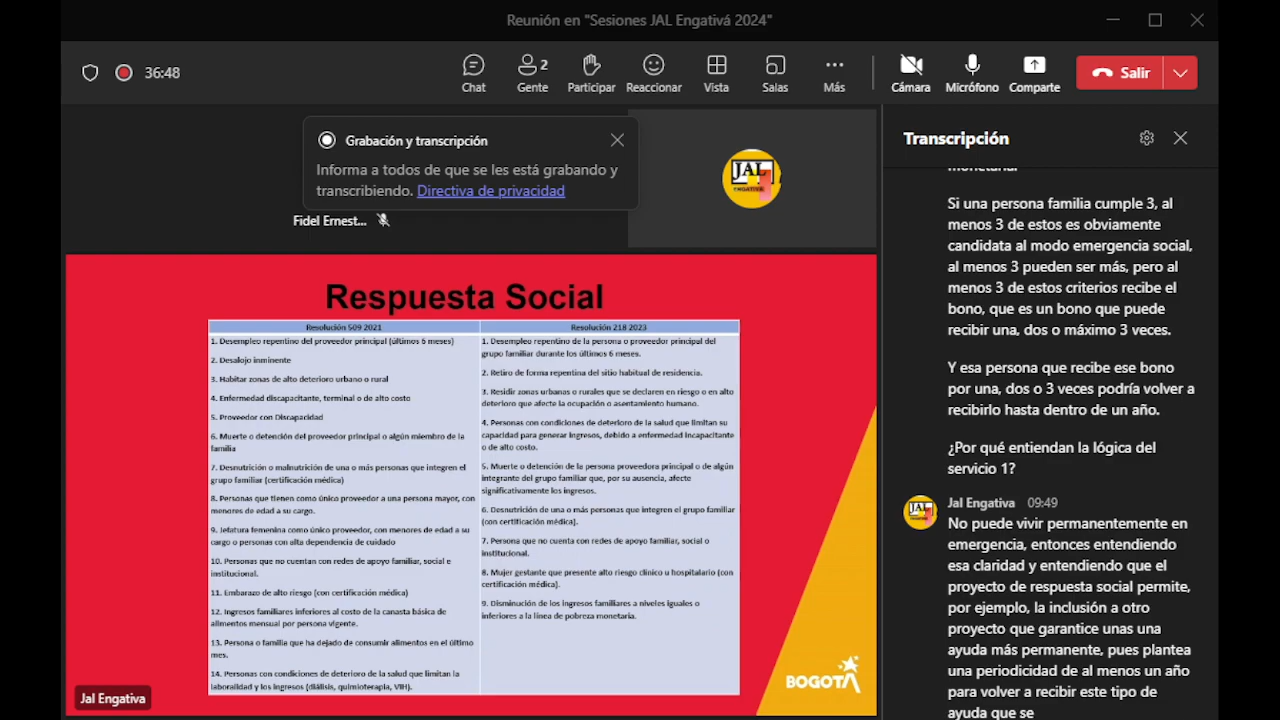 Reunión en "Sesiones JAL Engativá 2024"
36:48
Chat
Gente 2
Participar
Reaccionar
Vista
Salas
Más
Cámara
Micrófono
Comparte
Salir
Grabación y transcripción
Informa a todos de que se les está grabando y
transcribiendo. Directiva de privacidad
Fidel Ernest...
JAL
ENGATIVÁ
Respuesta Social
Resolución 509 2021
1. Desempleo repentino del proveedor principal (últimos 6 meses)
2. Desalojo inminente
3. Habitar zonas de alto deterioro urbano o rural
4. Enfermedad discapacitante, terminal o de alto costo
5. Proveedor con Discapacidad
6. Muerte o detención del proveedor principal o algún miembro de la
familia
7. Desnutrición o malnutrición de una o más personas que integren el
grupo familiar (certificación médica)
8. Personas que tienen como único proveedor a una persona mayor, con
menores de edad a su cargo.
9. Jefatura femenina como único proveedor, con menores de edad a su
cargo o personas con alta dependencia de cuidado
10. Personas que no cuentan con redes de apoyo familiar, social e
institucional.
11. Embarazo de alto riesgo (con certificación médica)
12. Ingresos familiares inferiores al costo de la canasta básica de
alimentos mensual por persona vigente.
13. Persona o familia que ha dejado de consumir alimentos en el último
mes.
14. Personas con condiciones de deterioro de la salud que limitan la
laboralidad y los ingresos (diálisis, quimioterapia, VIH).
Resolución 218 2023
1. Desempleo repentino de la persona o proveedor principal del
grupo familiar durante los últimos 6 meses.
2. Retiro de forma repentina del sitio habitual de residencia.
3. Residir zonas urbanas o rurales que se declaren en riesgo o en alto
deterioro que afecte la ocupación o asentamiento humano.
4. Personas con condiciones de deterioro de la salud que limitan su
capacidad para generar ingresos, debido a enfermedad incapacitante
o de alto costo.
5. Muerte o detención de la persona proveedora principal o de algún
integrante del grupo familiar que, por su ausencia, afecte
significativamente los ingresos.
6. Desnutrición de una o más personas que integren el grupo familiar
(con certificación médica).
7. Persona que no cuenta con redes de apoyo familiar, social o
institucional.
8. Mujer gestante que presente alto riesgo clínico u hospitalario (con
certificación médica).
9. Disminución de los ingresos familiares a niveles iguales o
inferiores a la línea de pobreza monetaria.
BOGOTÁ
Jal Engativa
Transcripción
monetariai
Si una persona familia cumple 3, al
menos 3 de estos es obviamente
candidata al modo emergencia social,
al menos 3 pueden ser más, pero al
menos 3 de estos criterios recibe el
bono, que es un bono que puede
recibir una, dos o máximo 3 veces.
Y esa persona que recibe ese bono
por una, dos o 3 veces podría volver a
recibirlo hasta dentro de un año.
¿Por qué entiendan la lógica del
servicio 1?
JAL
Jal Engativa 09:49
No puede vivir permanentemente en
emergencia, entonces entendiendo
esa claridad y entendiendo que el
proyecto de respuesta social permite,
por ejemplo, la inclusión a otro
proyecto que garantice unas una
ayuda más permanente, pues plantea
una periodicidad de al menos un año
para volver a recibir este tipo de
ayuda que se